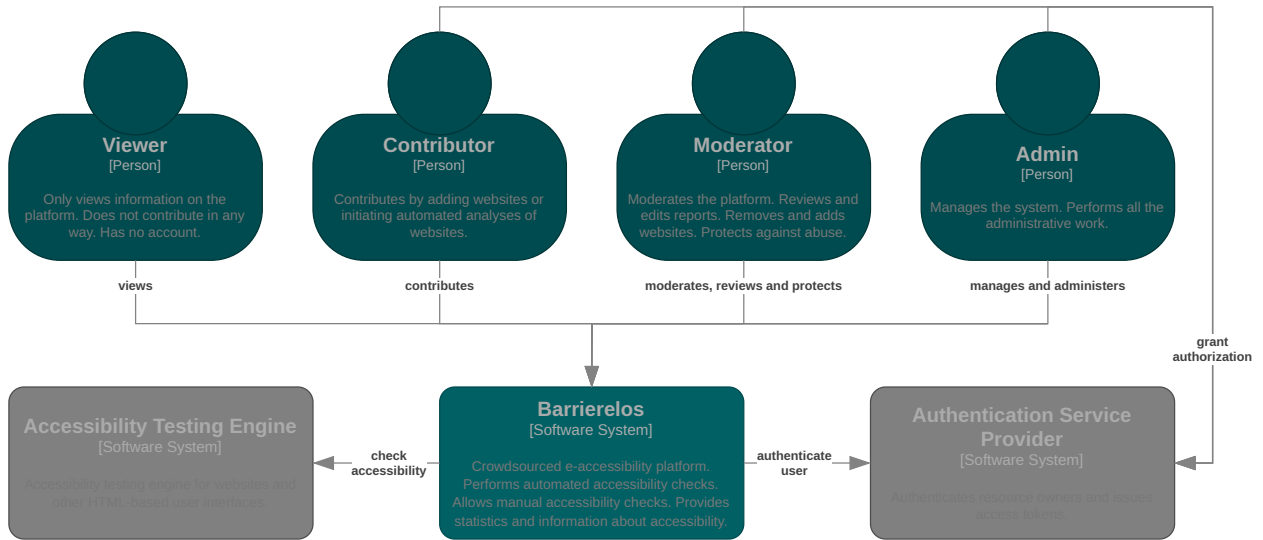 Viewer
[Person]
Only views information on the
platform. Does not contribute in any
way. Has no account.
Contributor
[Person]
Contributes by adding websites or
initiating automated analyses of
websites.
Moderator
[Person]
Moderates the platform. Reviews and
edits reports. Removes and adds
websites. Protects against abuse.
Admin
[Person]
Manages the system. Performs all the
administrative work.
views
contributes
moderates, reviews and protects
manages and administers
grant
authorization
Accessibility Testing Engine
[Software System]
Accessibility testing engine for websites and
other HTML-based user interfaces.
check
accessibility
Barrierelos
[Software System]
Crowdsourced e-accessibility platform.
Performs automated accessibility checks.
Allows manual accessibility checks. Provides
statistics and information about accessibility.
authenticate
user
Authentication Service
Provider
[Software System]
Authenticates resource owners and issues
access tokens.